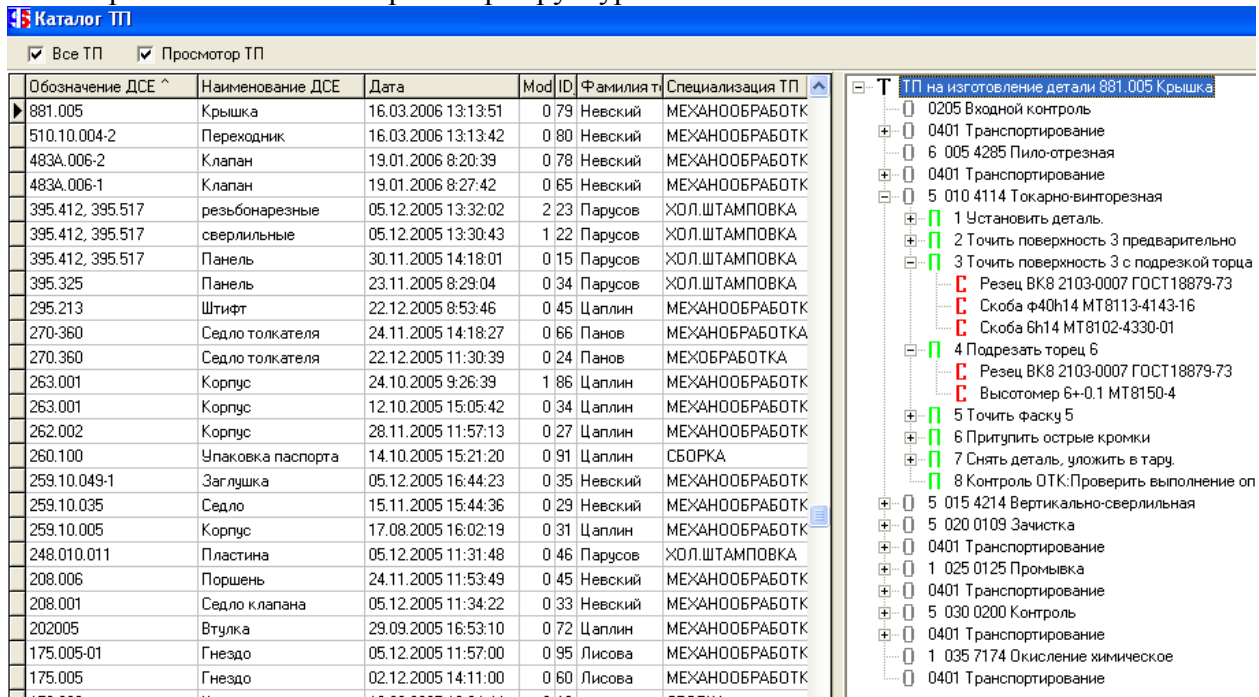 Каталог ТП
Все ТП Просмотор ТП
Обозначение ДСЕ ^ Наименование ДСЕ Дата Mod ID Фамилия т Специализация ТП
881.005 Крышка 16.03.2006 13:13:51 0 79 Невский МЕХАНООБРАБОТК
510.10.004-2 Переходник 16.03.2006 13:13:42 0 80 Невский МЕХАНООБРАБОТК
483А.006-2 Клапан 19.01.2006 8:20:39 0 78 Невский МЕХАНООБРАБОТК
483А.006-1 Клапан 19.01.2006 8:27:42 0 65 Невский МЕХАНООБРАБОТК
395.412, 395.517 резьбонарезные 05.12.2005 13:32:02 2 23 Парусов ХОЛ.ШТАМПОВКА
395.412, 395.517 сверлильные 05.12.2005 13:30:43 1 22 Парусов ХОЛ.ШТАМПОВКА
395.412, 395.517 Панель 30.11.2005 14:18:01 0 15 Парусов ХОЛ.ШТАМПОВКА
395.325 Панель 23.11.2005 8:29:04 0 34 Парусов ХОЛ.ШТАМПОВКА
295.213 Штифт 22.12.2005 8:53:46 0 45 Цаплин МЕХАНООБРАБОТК
270-360 Седло толкателя 24.11.2005 14:18:27 0 66 Панов МЕХАНОБРАБОТКА
270.360 Седло толкателя 22.12.2005 11:30:39 0 24 Панов МЕХОБРАБОТКА
263.001 Корпус 24.10.2005 9:26:39 1 86 Цаплин МЕХАНООБРАБОТК
263.001 Корпус 12.10.2005 15:05:42 0 34 Цаплин МЕХАНООБРАБОТК
262.002 Корпус 28.11.2005 11:57:13 0 27 Цаплин МЕХАНООБРАБОТК
260.100 Упаковка паспорта 14.10.2005 15:21:20 0 91 Цаплин СБОРКА
259.10.049-1 Заглушка 05.12.2005 16:44:23 0 35 Невский МЕХАНООБРАБОТК
259.10.035 Седло 15.11.2005 15:44:36 0 29 Невский МЕХАНООБРАБОТК
259.10.005 Корпус 17.08.2005 16:02:19 0 31 Цаплин МЕХАНООБРАБОТК
248.010.011 Пластина 05.12.2005 11:31:48 0 46 Парусов ХОЛ.ШТАМПОВКА
208.006 Поршень 24.11.2005 11:53:49 0 45 Невский МЕХАНООБРАБОТК
208.001 Седло клапана 05.12.2005 11:34:22 0 33 Невский МЕХАНООБРАБОТК
202005 Втулка 29.09.2005 16:53:10 0 72 Цаплин МЕХАНООБРАБОТК
175.005-01 Гнездо 05.12.2005 11:57:00 0 95 Лисова МЕХАНООБРАБОТК
175.005 Гнездо 02.12.2005 14:11:00 0 60 Лисова МЕХАНООБРАБОТК
Т ТП на изготовление детали 881.005 Крышка
0205 Входной контроль
0401 Транспортирование
6 005 4285 Пило-отрезная
0401 Транспортирование
5 010 4114 Токарно-винторезная
1 Установить деталь.
2 Точить поверхность 3 предварительно
3 Точить поверхность 3 с подрезкой торца
Резец ВК8 2103-0007 ГОСТ18879-73
Скоба ф40h14 МТ8113-4143-16
Скоба 6h14 МТ8102-4330-01
4 Подрезать торец 6
Резец ВК8 2103-0007 ГОСТ18879-73
Высотомер 6+-0.1 МТ8150-4
5 Точить фаску 5
6 Притупить острые кромки
7 Снять деталь, уложить в тару.
8 Контроль ОТК:Проверить выполнение оп
5 015 4214 Вертикально-сверлильная
5 020 0109 Зачистка
0401 Транспортирование
1 025 0125 Промывка
0401 Транспортирование
5 030 0200 Контроль
0401 Транспортирование
1 035 7174 Окисление химическое
0401 Транспортирование